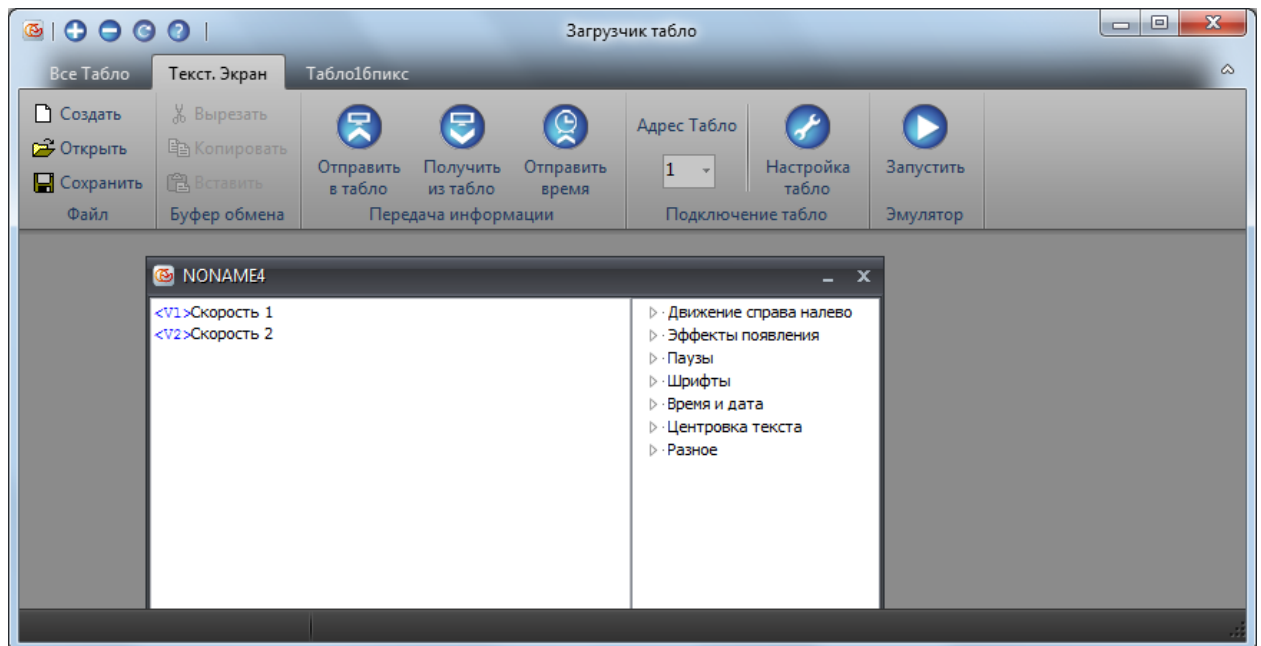 Загрузчик табло
Все Табло Текст. Экран Табло16пикс
Создать
Открыть
Сохранить
Файл
Вырезать
Копировать
Вставить
Буфер обмена
Отправить в табло
Получить из табло
Отправить время
Передача информации
Адрес Табло
1
Настройка табло
Подключение табло
Запустить
Эмулятор
NONAME4
<V1>Скорость 1
<V2>Скорость 2
Движение справа налево
Эффекты появления
Паузы
Шрифты
Время и дата
Центровка текста
Разное